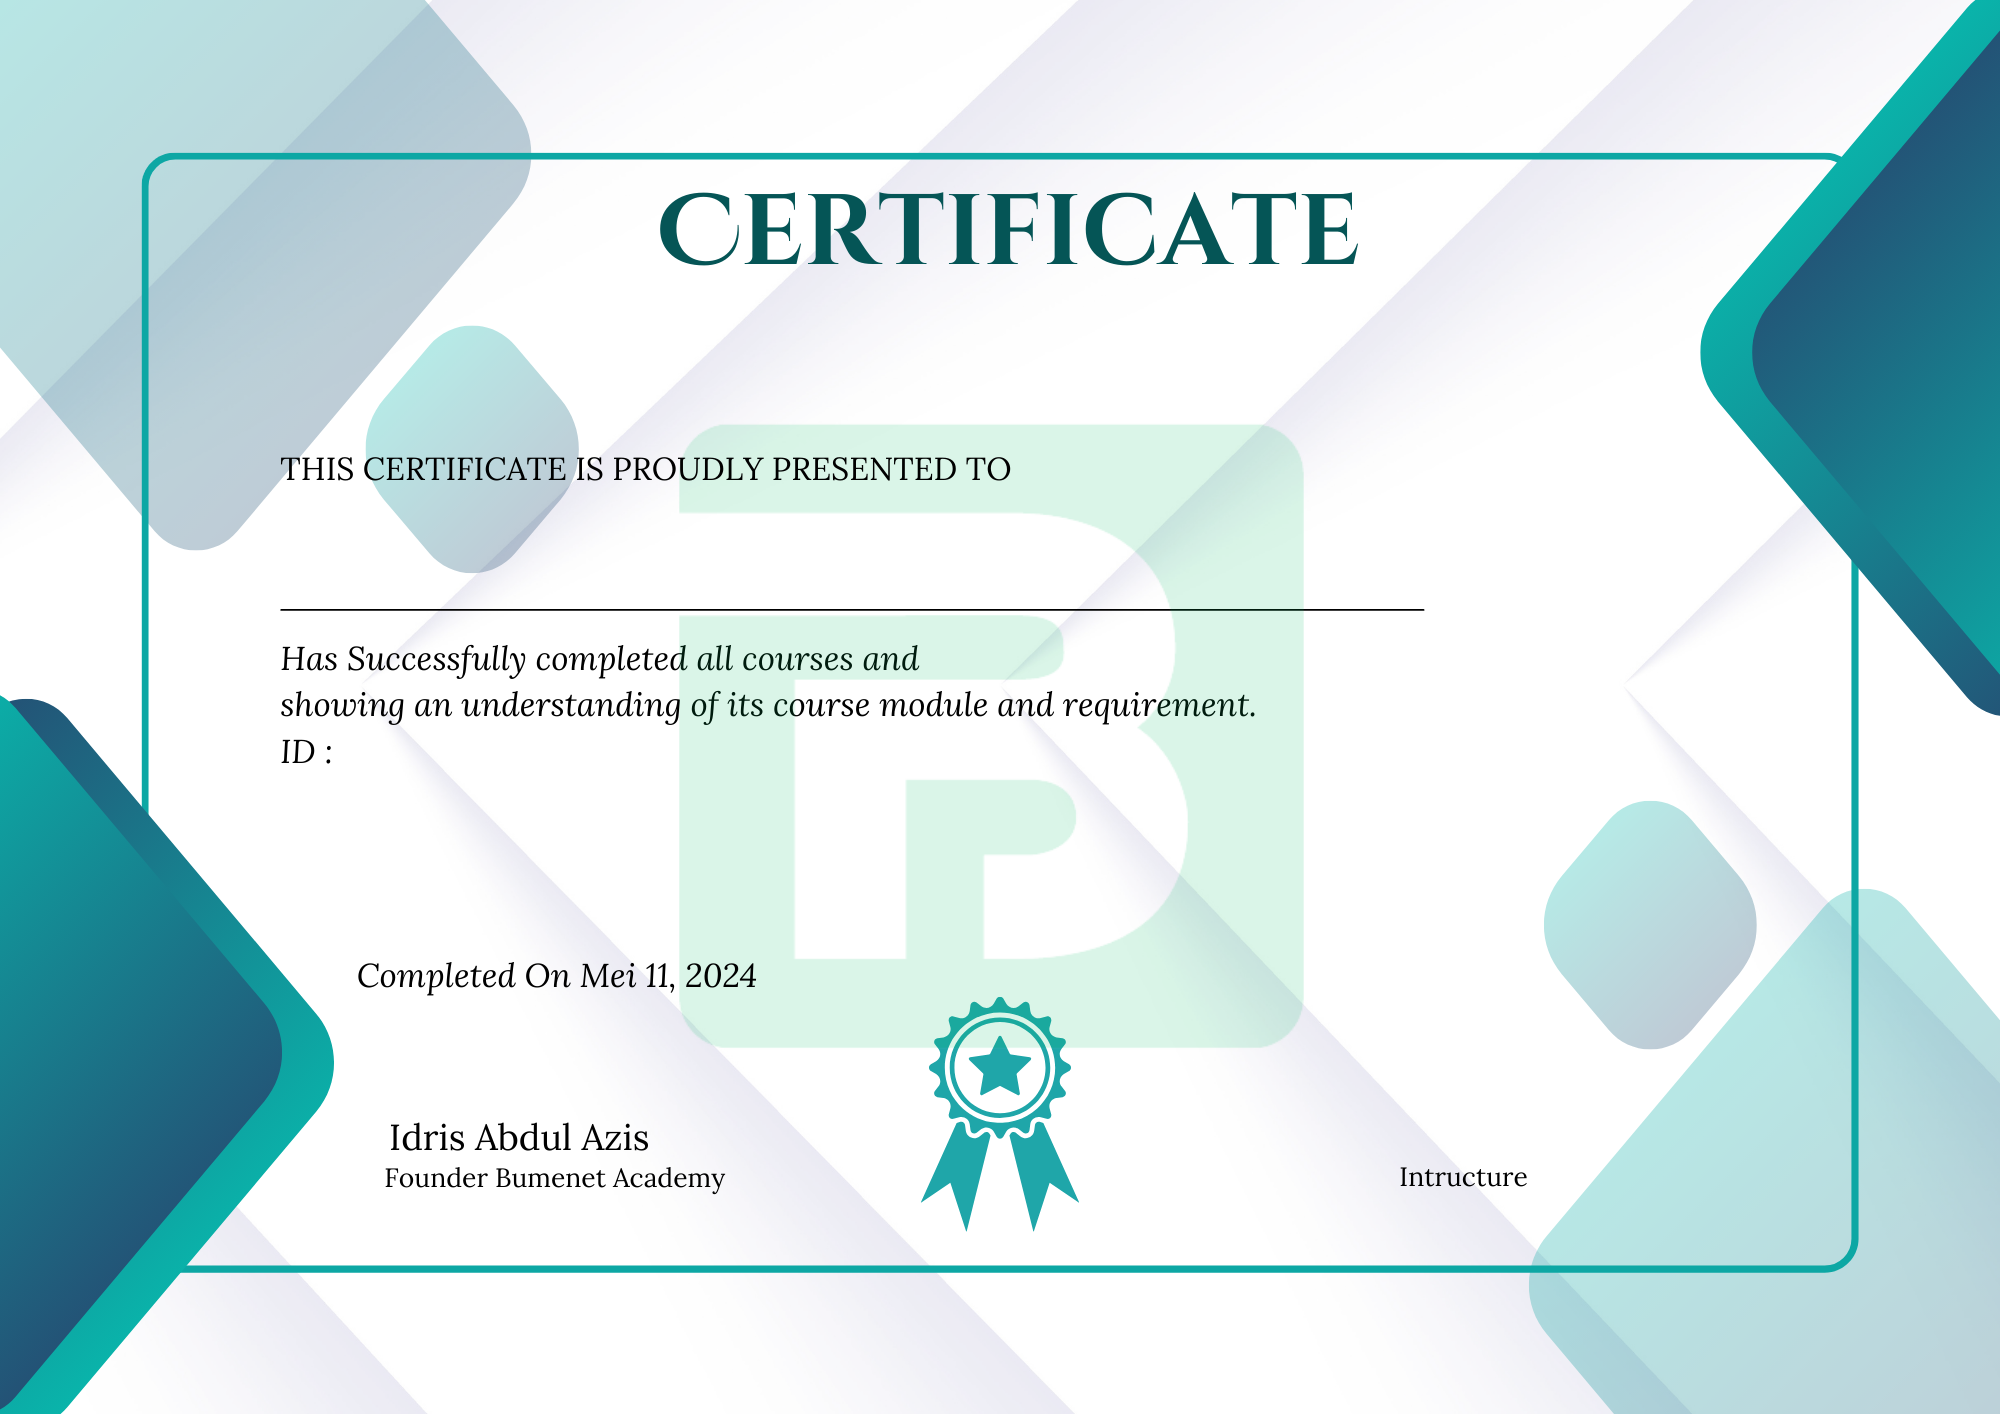 CERTIFICATE
THIS CERTIFICATE IS PROUDLY PRESENTED TO
Has Successfully completed all courses and
showing an understanding of its course module and requirement.
ID :
Completed On Mei 11, 2024
Idris Abdul Azis
Founder Bumenet Academy
Intructure